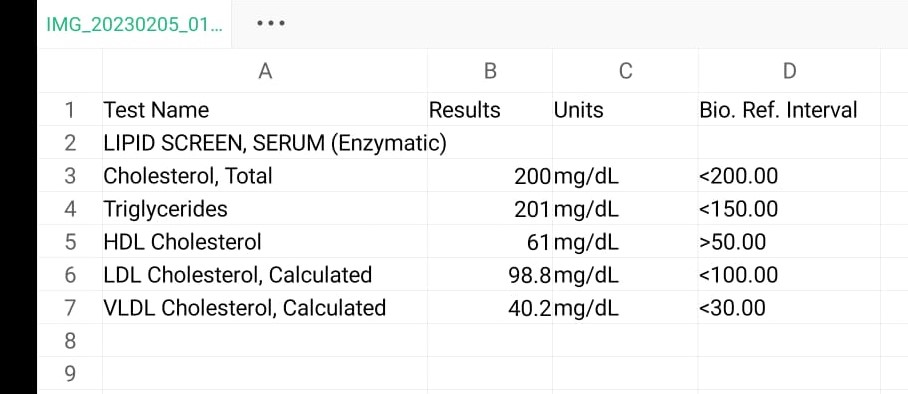 IMG_20230205_01...
A B C D
1 Test Name Results Units Bio. Ref. Interval
2 LIPID SCREEN, SERUM (Enzymatic)
3 Cholesterol, Total 200 mg/dL <200.00
4 Triglycerides 201 mg/dL <150.00
5 HDL Cholesterol 61 mg/dL >50.00
6 LDL Cholesterol, Calculated 98.8 mg/dL <100.00
7 VLDL Cholesterol, Calculated 40.2 mg/dL <30.00
8
9